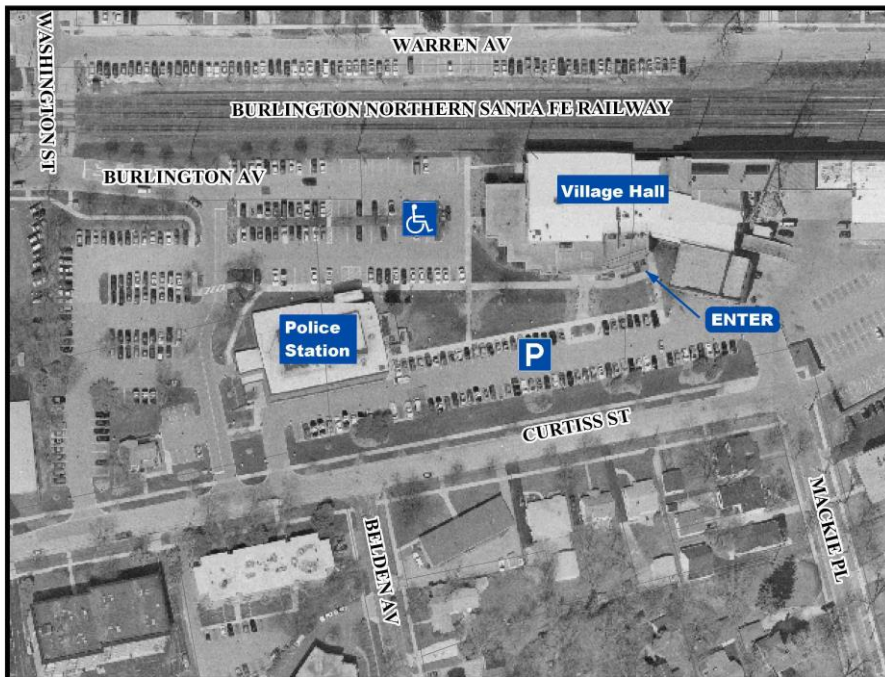 WARREN AV
WASHINGTON ST
BURLINGTON NORTHERN SANTA FE RAILWAY
BURLINGTON AV
Village Hall
ENTER
Police
Station
P
CURTISS ST
MACKIE PL
BELDEN AV